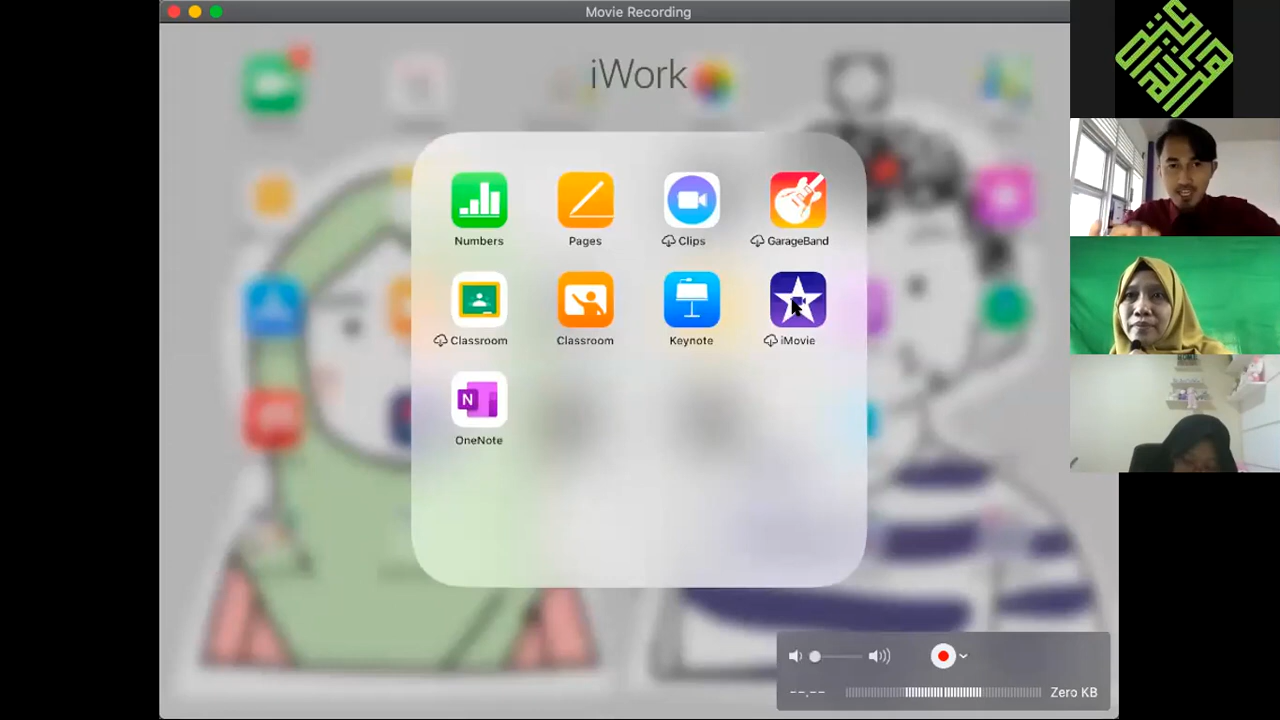 Movie Recording
iWork
Numbers
Pages
Clips
GarageBand
Classroom
Classroom
Keynote
iMovie
N
OneNote
--.--
Zero KB